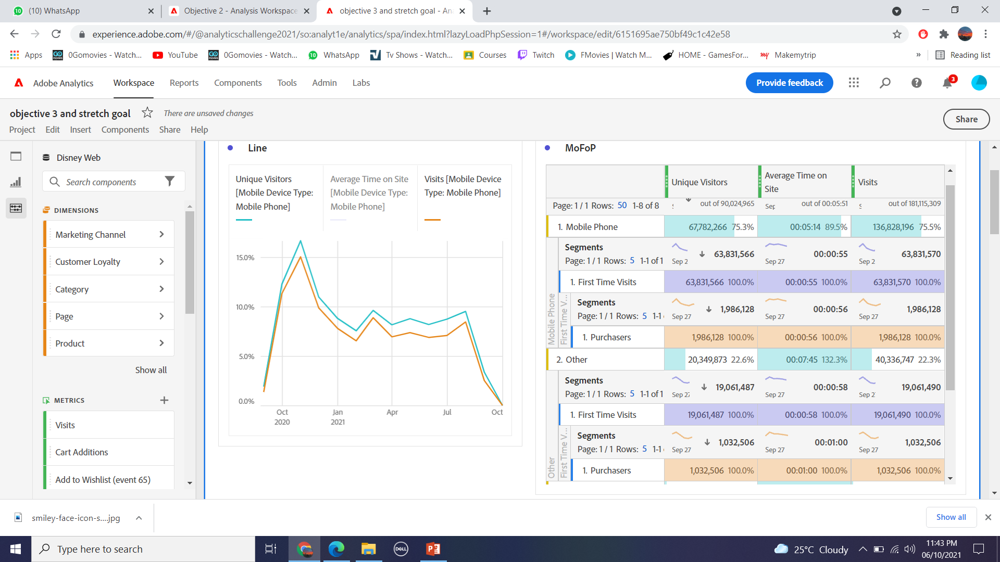 (10) WhatsApp
Objective 2 - Analysis Workspace
objective 3 and stretch goal - An
experience.adobe.com/#/@analyticschallenge2021/so:analyt1e/analytics/spa/index.html?lazyLoadPhpSession=1#/workspace/edit/6151695ae750bf49c1c42e58
Apps
0Gomovies - Watch...
YouTube
0Gomovies - Watch...
10 WhatsApp
Tv Shows - Watch...
Courses
Twitch
FMovies | Watch M...
HOME - GamesFor...
my Makemytrip
»
Reading list
Adobe Analytics
Workspace
Reports
Components
Tools
Admin
Labs
Provide feedback
3
objective 3 and stretch goal
There are unsaved changes
Project
Edit
Insert
Components
Share
Help
Share
Disney Web
Search components
DIMENSIONS
Marketing Channel
Customer Loyalty
Category
Page
Product
Show all
METRICS
Visits
Cart Additions
Add to Wishlist (event 65)
Line
Unique Visitors
[Mobile Device Type:
Mobile Phone]
Average Time on Site
[Mobile Device Type:
Mobile Phone]
Visits [Mobile Device
Type: Mobile Phone]
15.0%
10.0%
5.0%
0.0%
Oct
2020
Jan
2021
Apr
Jul
Oct
MoFoP
Unique Visitors
Average Time on
Site
Visits
Page: 1 / 1 Rows: 50 1-8 of 8
out of 90,024,965
Sep
out of 00:05:51
out of 181,115,309
1. Mobile Phone
67,782,266 75.3%
00:05:14 89.5%
136,828,196 75.5%
Mobile Phone
Segments
Page: 1 / 1 Rows: 5 1-1 of 1
Sep 2
63,831,566
Sep 27
00:00:55
Sep 2
63,831,570
1. First Time Visits
63,831,566 100.0%
00:00:55 100.0%
63,831,570 100.0%
First Time V...
Segments
Page: 1 / 1 Rows: 5 1-1
Sep 27
1,986,128
Sep 27
00:00:56
Sep 27
1,986,128
1. Purchasers
1,986,128 100.0%
00:00:56 100.0%
1,986,128 100.0%
2. Other
20,349,873 22.6%
00:07:45 132.3%
40,336,747 22.3%
Other
Segments
Page: 1 / 1 Rows: 5 1-1 of 1
Sep 27
19,061,487
Sep 27
00:00:58
Sep 2
19,061,490
1. First Time Visits
19,061,487 100.0%
00:00:58 100.0%
19,061,490 100.0%
First Time V...
Segments
Page: 1 / 1 Rows: 5 1-1
Sep 27
1,032,506
Sep 27
00:01:00
Sep 27
1,032,506
1. Purchasers
1,032,506 100.0%
00:01:00 100.0%
1,032,506 100.0%
smiley-face-icon-s....jpg
Show all
Type here to search
DELL
25°C Cloudy
11:43 PM
06/10/2021